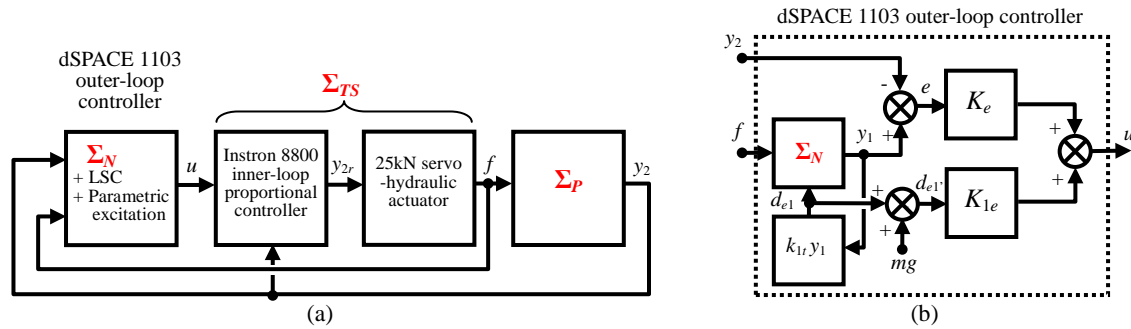 dSPACE 1103
outer-loop
controller
Σ_TS
Σ_N
+ LSC
+ Parametric
excitation
u
Instron 8800
inner-loop
proportional
controller
y_2r
25kN servo
-hydraulic
actuator
f
Σ_P
y_2
(a)
dSPACE 1103 outer-loop controller
y_2
-
e
K_e
+
f
Σ_N
y_1
+
u
+
d_e1
+
d_e1'
K_1e
+
k_1t y_1
mg
(b)